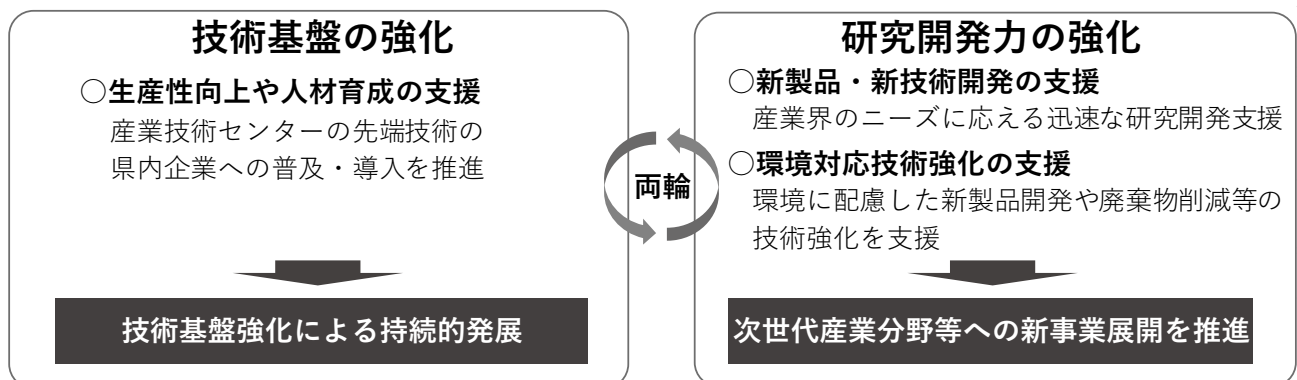 技術基盤の強化
○生産性向上や人材育成の支援
産業技術センターの先端技術の
県内企業への普及・導入を推進
技術基盤強化による持続的発展
両輪
研究開発力の強化
○新製品・新技術開発の支援
産業界のニーズに応える迅速な研究開発支援
○環境対応技術強化の支援
環境に配慮した新製品開発や廃棄物削減等の
技術強化を支援
次世代産業分野等への新事業展開を推進